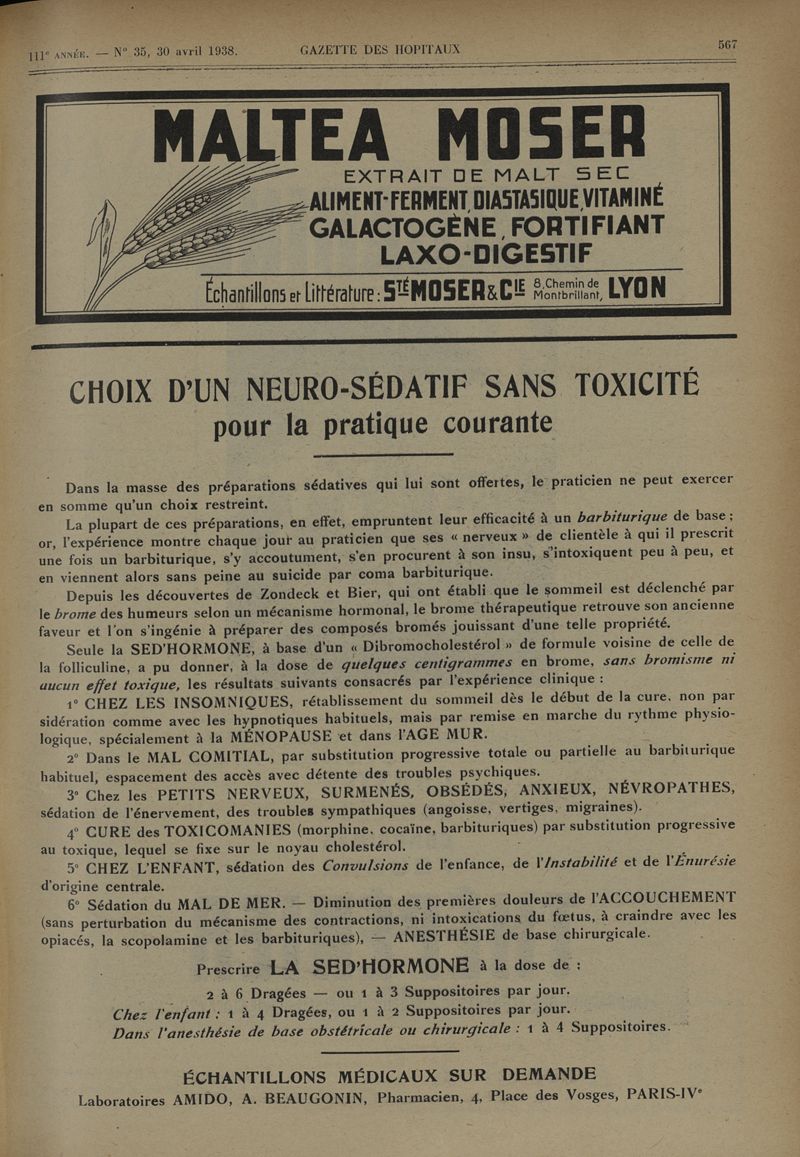 111e ANNÉE. — N° 35, 30 avril 1938. GAZETTE DES HOPITAUX 567
MALTEA MOSER
EXTRAIT DE MALT SEC
ALIMENT-FERMENT, DIASTASIQUE, VITAMINÉ
GALACTOGÈNE, FORTIFIANT
LAXO-DIGESTIF
Échantillons et Littérature : STÉ MOSER & CIE 8, Chemin de Montbrillant, LYON
CHOIX D'UN NEURO-SÉDATIF SANS TOXICITÉ
pour la pratique courante
Dans la masse des préparations sédatives qui lui sont offertes, le praticien ne peut exercer
en somme qu'un choix restreint.
La plupart de ces préparations, en effet, empruntent leur efficacité à un barbiturique de base ;
or, l'expérience montre chaque jour au praticien que ses « nerveux » de clientèle à qui il prescrit
une fois un barbiturique, s'y accoutument, s'en procurent à son insu, s'intoxiquent peu à peu, et
en viennent alors sans peine au suicide par coma barbiturique.
Depuis les découvertes de Zondeck et Bier, qui ont établi que le sommeil est déclenché par
le brome des humeurs selon un mécanisme hormonal, le brome thérapeutique retrouve son ancienne
faveur et l'on s'ingénie à préparer des composés bromés jouissant d'une telle propriété.
Seule la SED'HORMONE, à base d'un « Dibromocholestérol » de formule voisine de celle de
la folliculine, a pu donner, à la dose de quelques centigrammes en brome, sans bromisme ni
aucun effet toxique, les résultats suivants consacrés par l'expérience clinique :
1° CHEZ LES INSOMNIQUES, rétablissement du sommeil dès le début de la cure, non par
sidération comme avec les hypnotiques habituels, mais par remise en marche du rythme physio-
logique, spécialement à la MÉNOPAUSE et dans l'AGE MUR.
2° Dans le MAL COMITIAL, par substitution progressive totale ou partielle au barbiturique
habituel, espacement des accès avec détente des troubles psychiques.
3° Chez les PETITS NERVEUX, SURMENÉS, OBSÉDÉS, ANXIEUX, NÉVROPATHES,
sédation de l'énervement, des troubles sympathiques (angoisse, vertiges, migraines).
4° CURE des TOXICOMANIES (morphine, cocaïne, barbituriques) par substitution progressive
au toxique, lequel se fixe sur le noyau cholestérol.
5° CHEZ L'ENFANT, sédation des Convulsions de l'enfance, de l'Instabilité et de l'Énurésie
d'origine centrale.
6° Sédation du MAL DE MER. — Diminution des premières douleurs de l'ACCOUCHEMENT
(sans perturbation du mécanisme des contractions, ni intoxications du fœtus, à craindre avec les
opiacés, la scopolamine et les barbituriques), — ANESTHÉSIE de base chirurgicale.
Prescrire LA SED'HORMONE à la dose de :
2 à 6 Dragées — ou 1 à 3 Suppositoires par jour.
Chez l'enfant : 1 à 4 Dragées, ou 1 à 2 Suppositoires par jour.
Dans l'anesthésie de base obstétricale ou chirurgicale : 1 à 4 Suppositoires.
ÉCHANTILLONS MÉDICAUX SUR DEMANDE
Laboratoires AMIDO, A. BEAUGONIN, Pharmacien, 4, Place des Vosges, PARIS-IVe